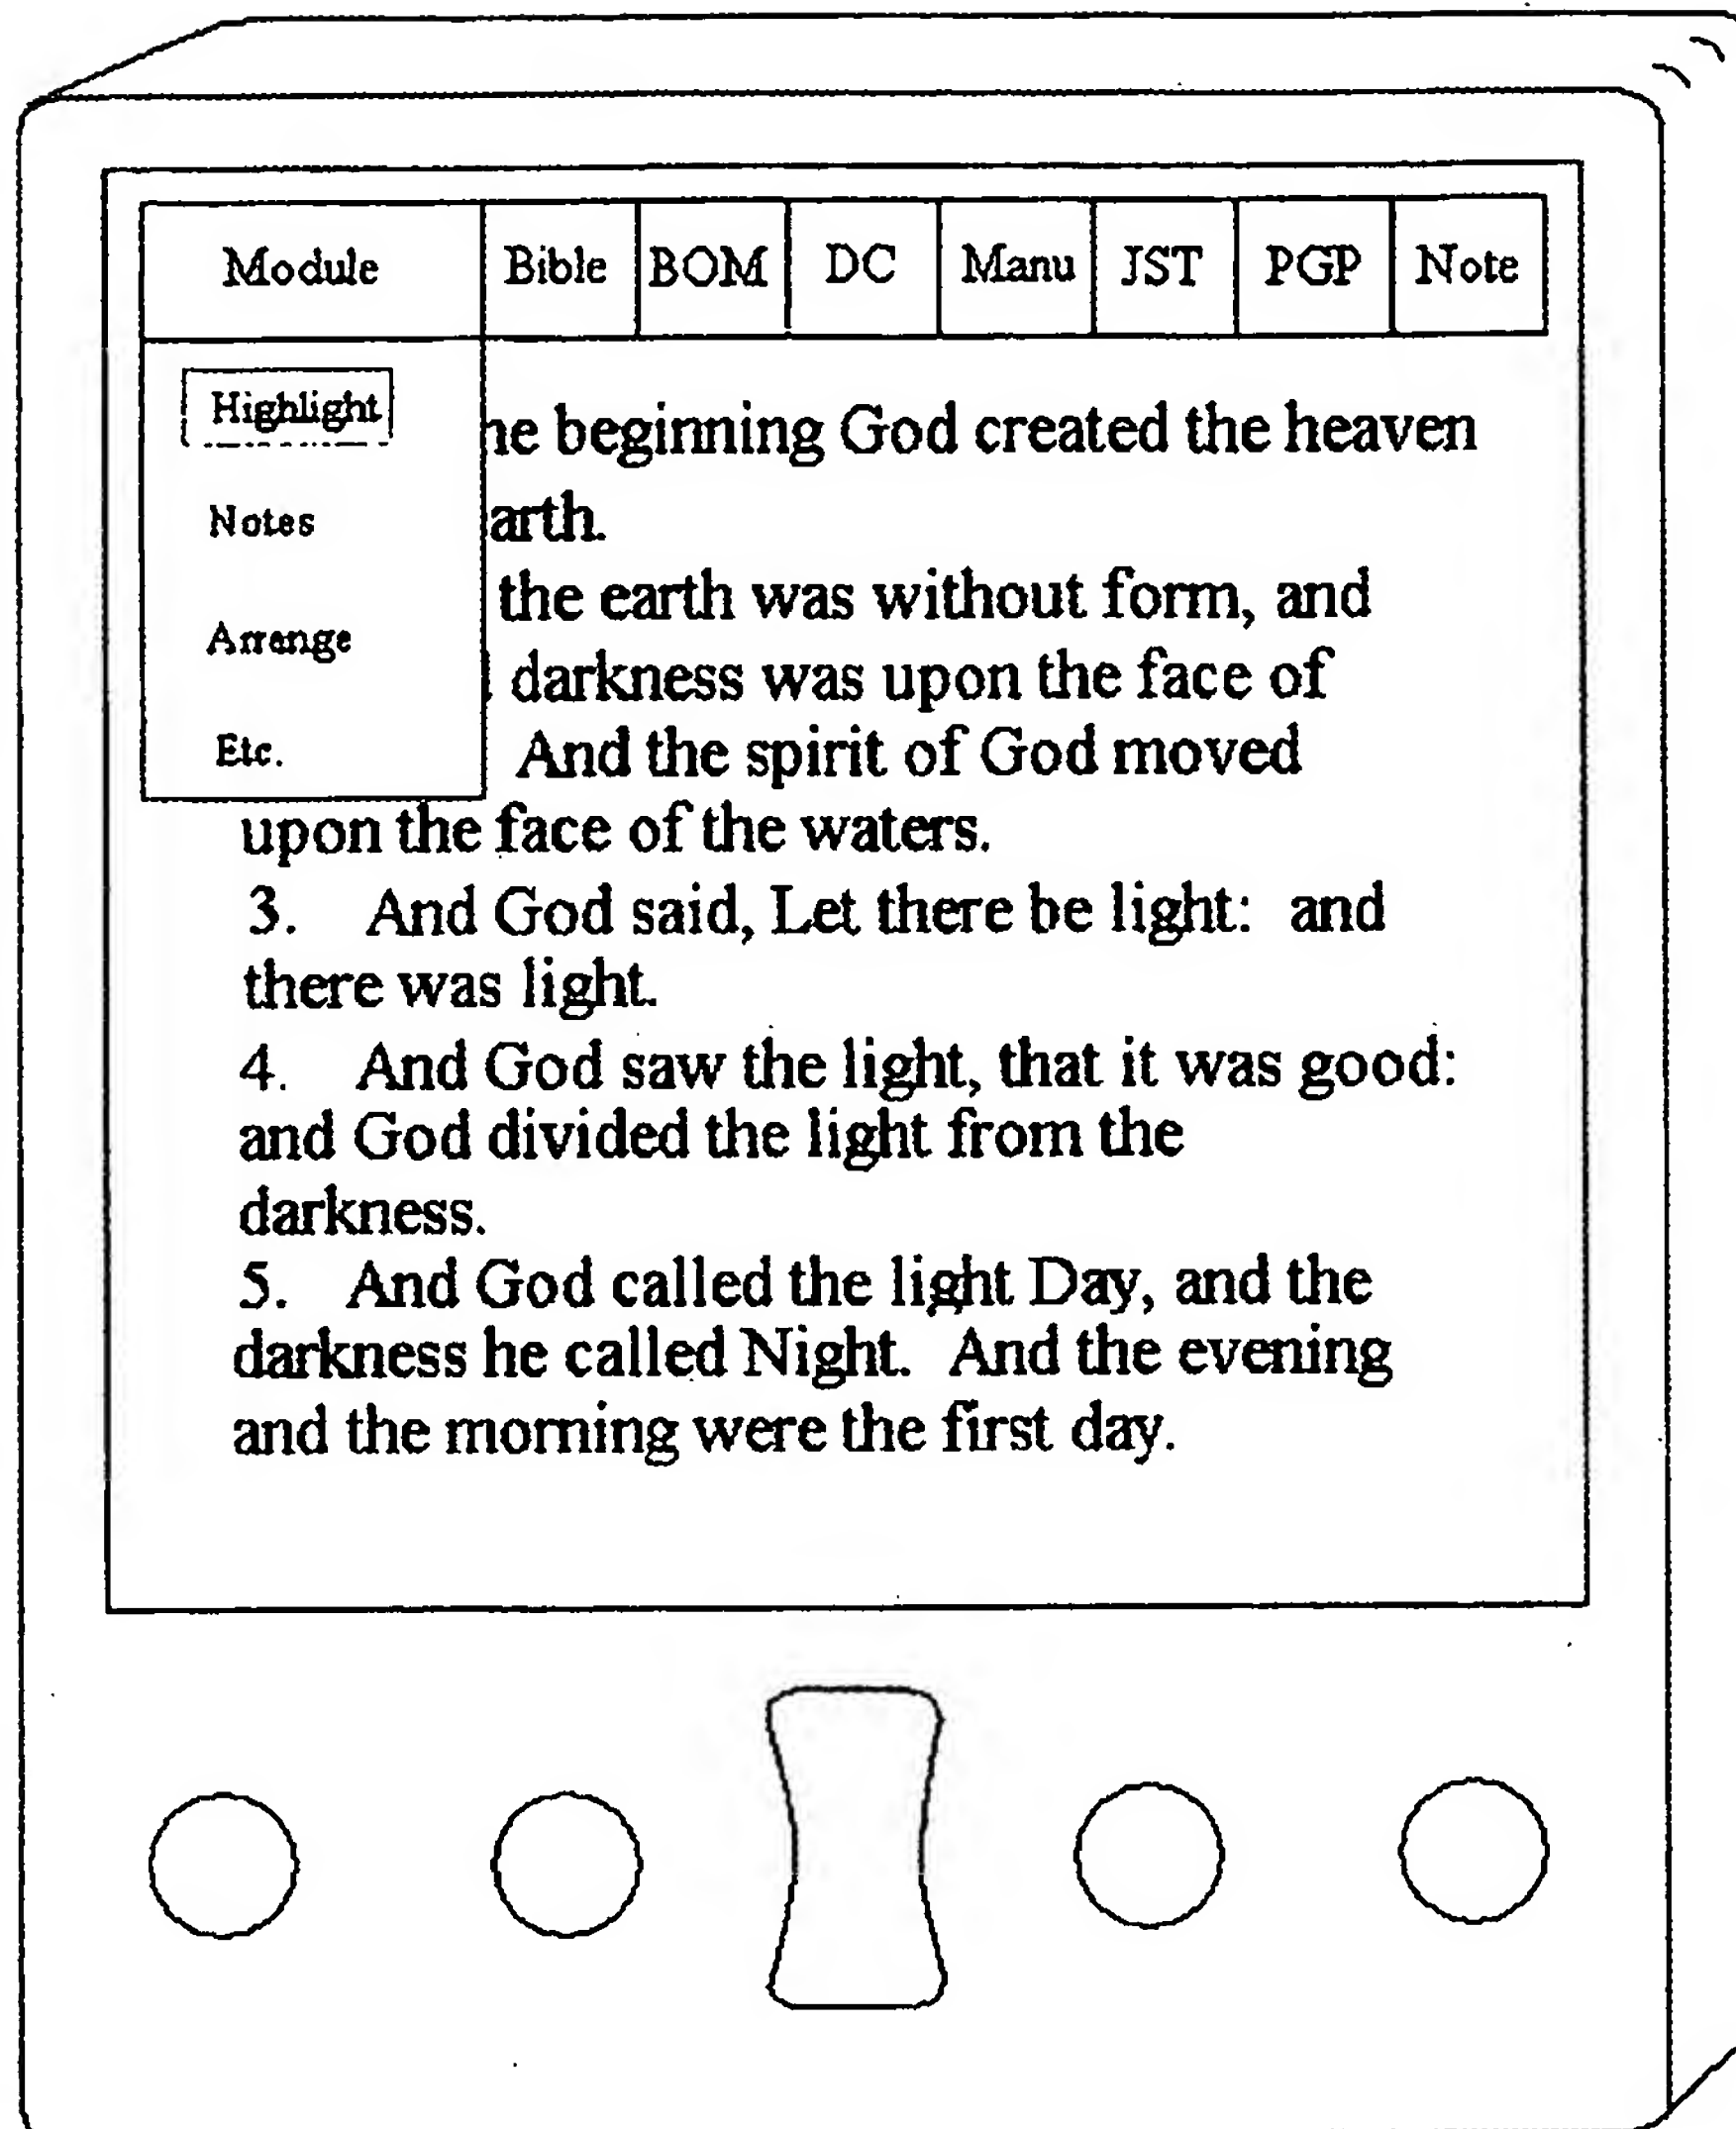 Module Bible BOM DC Manu JST PGP Note
Highlight
Notes
Arrange
Etc.
he beginning God created the heaven
arth.
the earth was without form, and
darkness was upon the face of
And the spirit of God moved
upon the face of the waters.
3. And God said, Let there be light: and
there was light.
4. And God saw the light, that it was good:
and God divided the light from the
darkness.
5. And God called the light Day, and the
darkness he called Night. And the evening
and the morning were the first day.